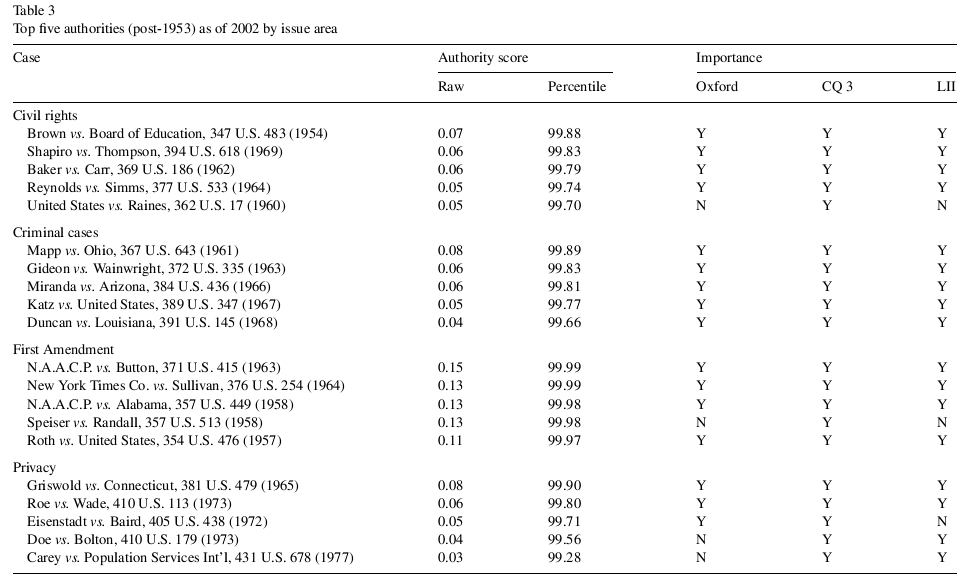 Table 3
Top five authorities (post-1953) as of 2002 by issue area
Case Authority score Importance
Raw Percentile Oxford CQ 3 LII
Civil rights
Brown vs. Board of Education, 347 U.S. 483 (1954) 0.07 99.88 Y Y Y
Shapiro vs. Thompson, 394 U.S. 618 (1969) 0.06 99.83 Y Y Y
Baker vs. Carr, 369 U.S. 186 (1962) 0.06 99.79 Y Y Y
Reynolds vs. Simms, 377 U.S. 533 (1964) 0.05 99.74 Y Y Y
United States vs. Raines, 362 U.S. 17 (1960) 0.05 99.70 N Y N
Criminal cases
Mapp vs. Ohio, 367 U.S. 643 (1961) 0.08 99.89 Y Y Y
Gideon vs. Wainwright, 372 U.S. 335 (1963) 0.06 99.83 Y Y Y
Miranda vs. Arizona, 384 U.S. 436 (1966) 0.06 99.81 Y Y Y
Katz vs. United States, 389 U.S. 347 (1967) 0.05 99.77 Y Y Y
Duncan vs. Louisiana, 391 U.S. 145 (1968) 0.04 99.66 Y Y Y
First Amendment
N.A.A.C.P. vs. Button, 371 U.S. 415 (1963) 0.15 99.99 Y Y Y
New York Times Co. vs. Sullivan, 376 U.S. 254 (1964) 0.13 99.99 Y Y Y
N.A.A.C.P. vs. Alabama, 357 U.S. 449 (1958) 0.13 99.98 Y Y Y
Speiser vs. Randall, 357 U.S. 513 (1958) 0.13 99.98 N Y N
Roth vs. United States, 354 U.S. 476 (1957) 0.11 99.97 Y Y Y
Privacy
Griswold vs. Connecticut, 381 U.S. 479 (1965) 0.08 99.90 Y Y Y
Roe vs. Wade, 410 U.S. 113 (1973) 0.06 99.80 Y Y Y
Eisenstadt vs. Baird, 405 U.S. 438 (1972) 0.05 99.71 Y Y N
Doe vs. Bolton, 410 U.S. 179 (1973) 0.04 99.56 N Y Y
Carey vs. Population Services Int'l, 431 U.S. 678 (1977) 0.03 99.28 N Y Y